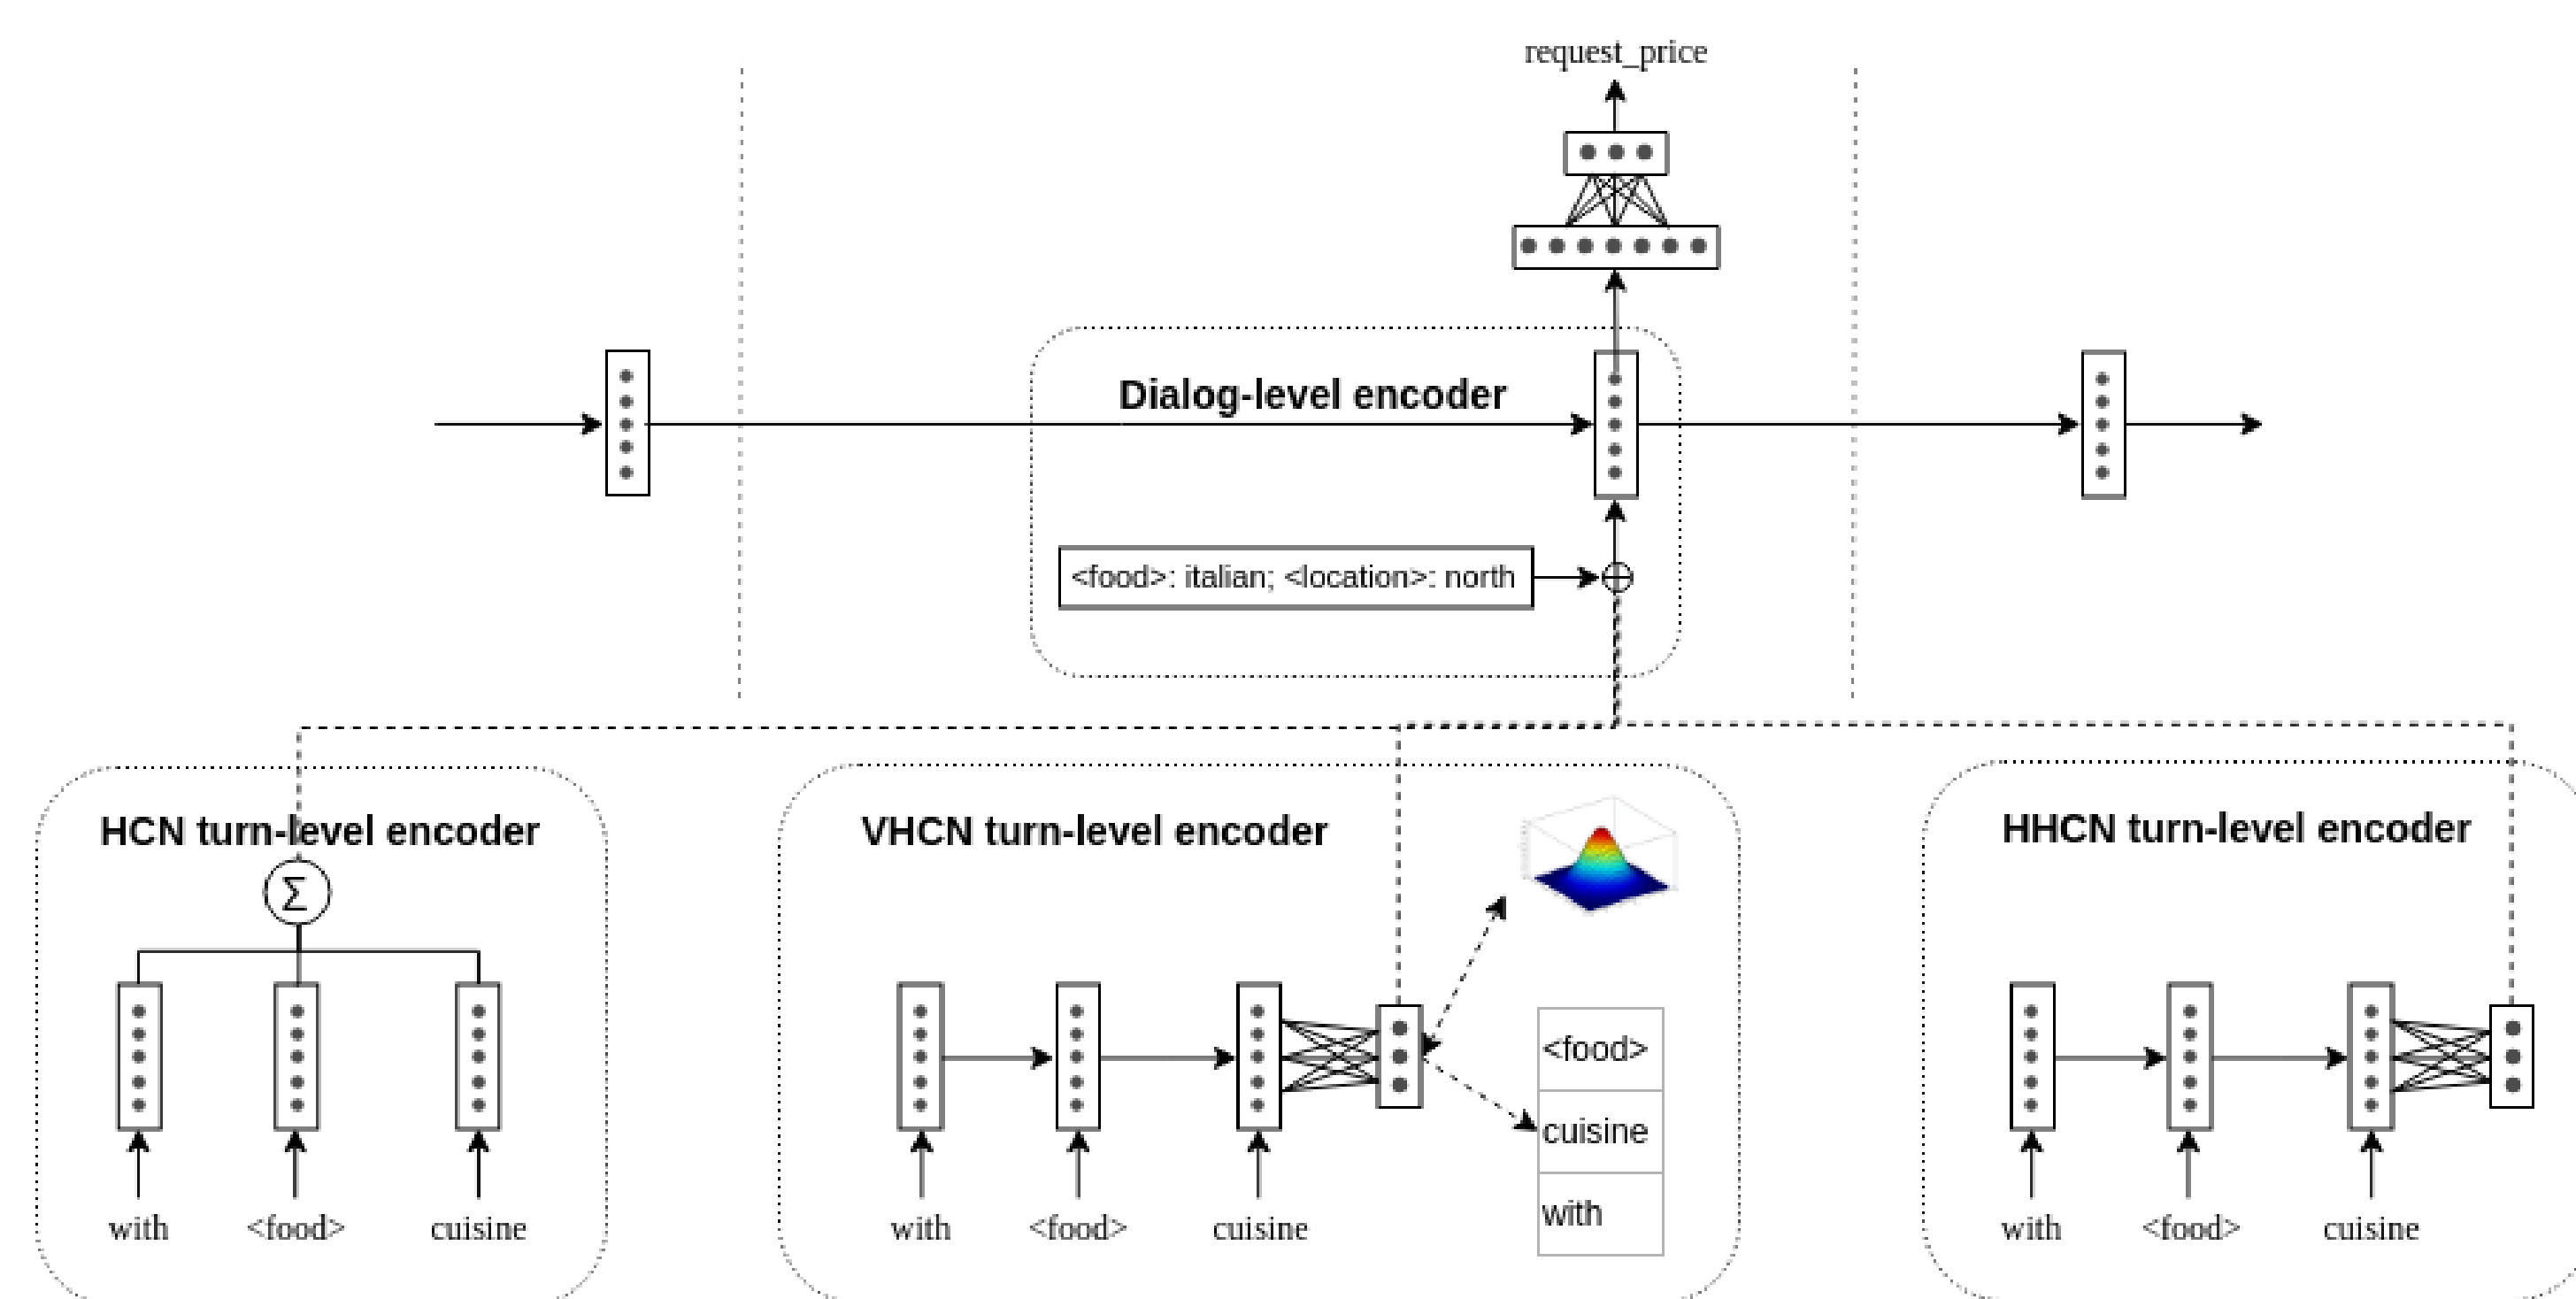 request_price
Dialog-level encoder
<food>: italian; <location>: north
HCN turn-level encoder
Σ
with <food> cuisine
VHCN turn-level encoder
with <food> cuisine
<food>
cuisine
with
HHCN turn-level encoder
with <food> cuisine